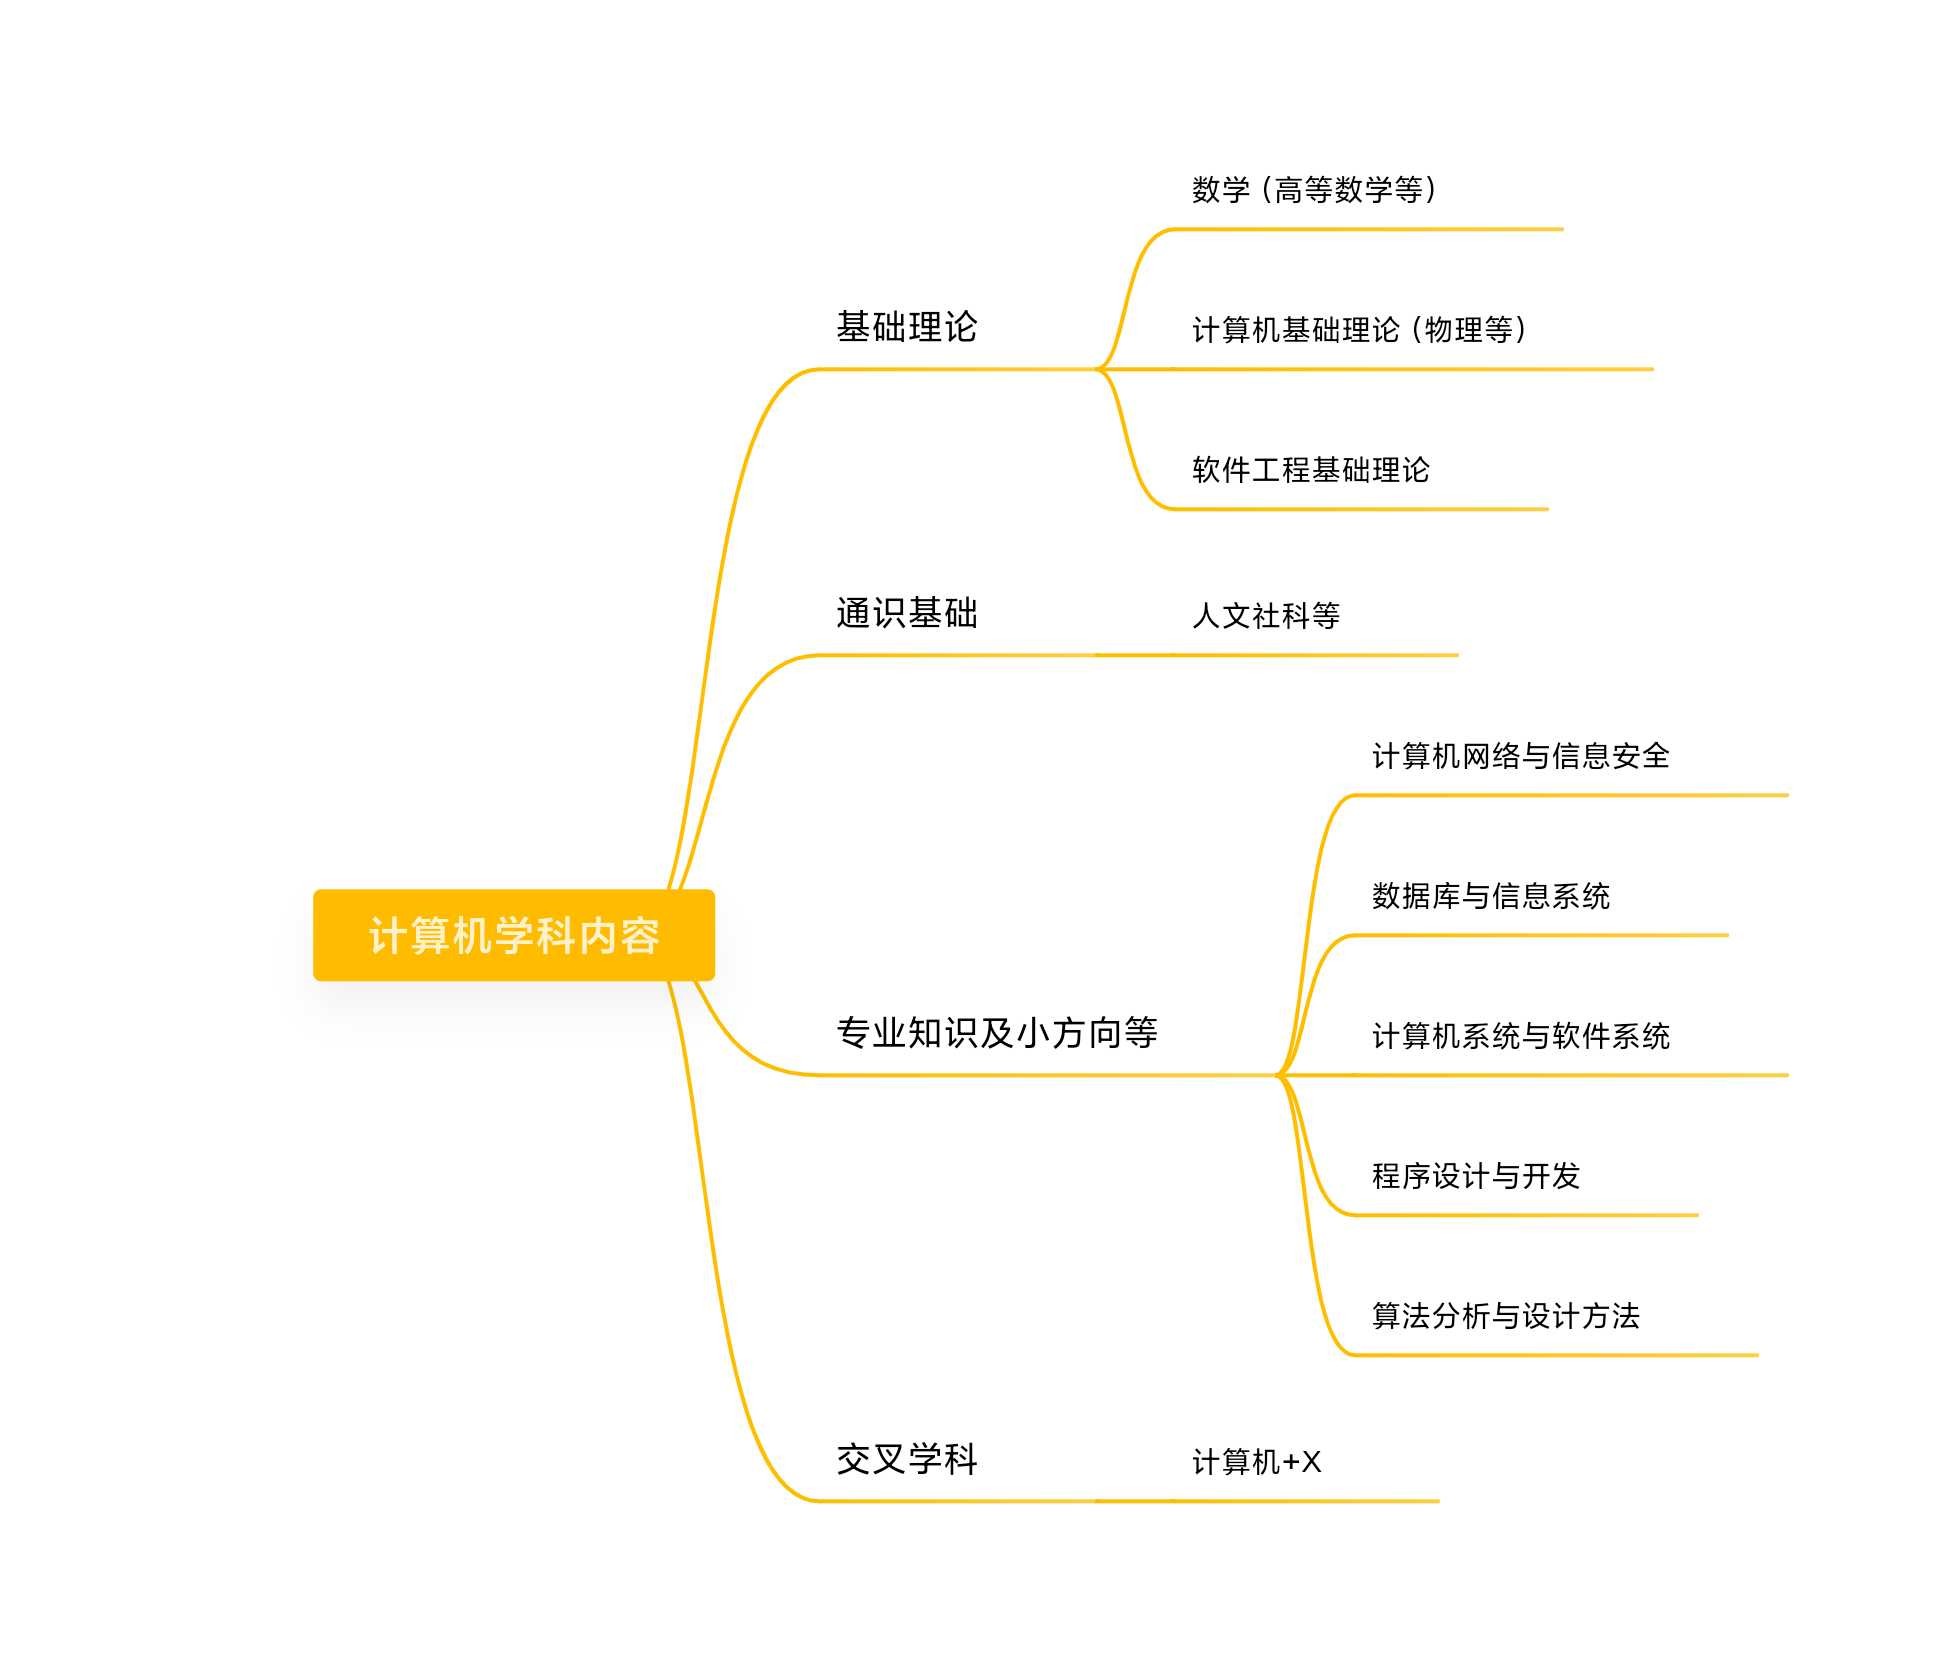 计算机学科内容
基础理论
数学 (高等数学等)
计算机基础理论 (物理等)
软件工程基础理论
通识基础
人文社科等
专业知识及小方向等
计算机网络与信息安全
数据库与信息系统
计算机系统与软件系统
程序设计与开发
算法分析与设计方法
交叉学科
计算机+X